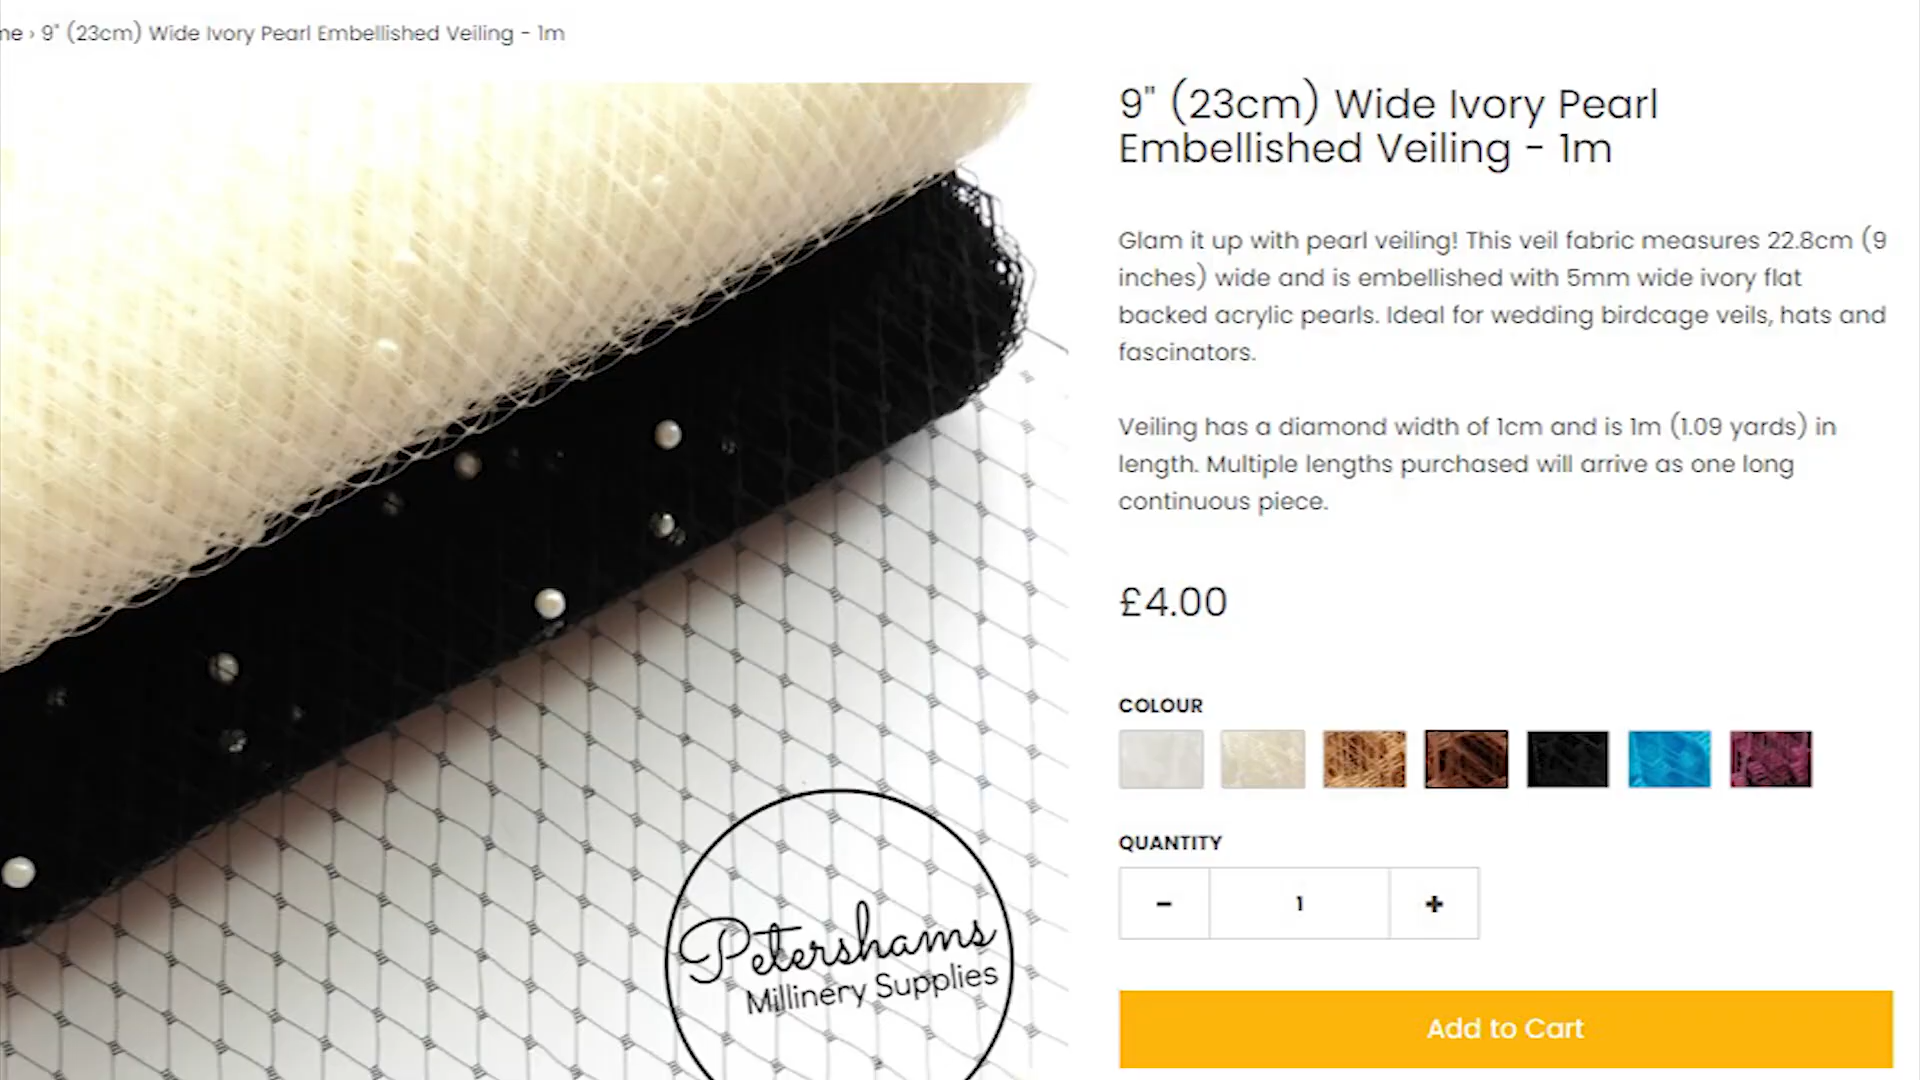 me › 9" (23cm) Wide Ivory Pearl Embellished Veiling - 1m
9" (23cm) Wide Ivory Pearl
Embellished Veiling - 1m
Glam it up with pearl veiling! This veil fabric measures 22.8cm (9
inches) wide and is embellished with 5mm wide ivory flat
backed acrylic pearls. Ideal for wedding birdcage veils, hats and
fascinators.
Veiling has a diamond width of 1cm and is 1m (1.09 yards) in
length. Multiple lengths purchased will arrive as one long
continuous piece.
£4.00
COLOUR
QUANTITY
- 1 +
Add to Cart
Petershams
Millinery Supplies